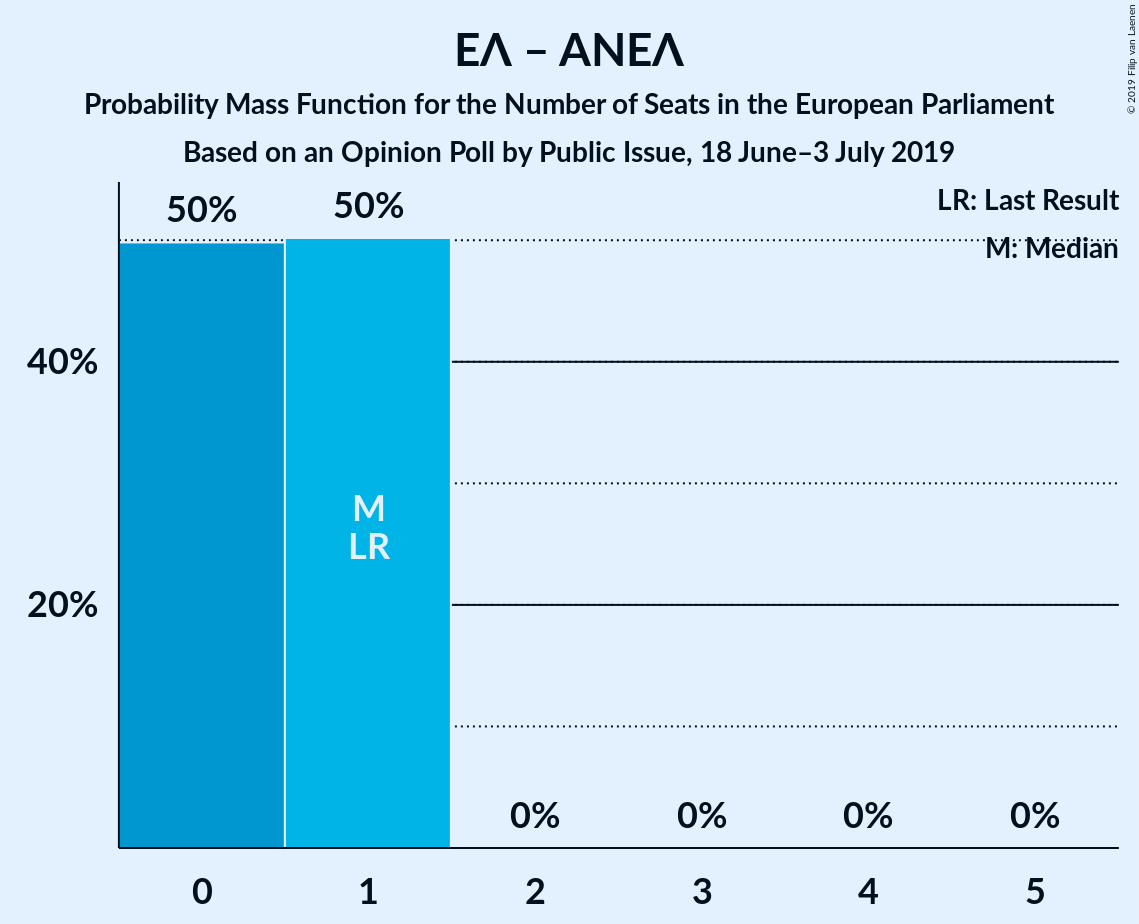 ΕΛ – ΑΝΕΛ
Probability Mass Function for the Number of Seats in the European Parliament
Based on an Opinion Poll by Public Issue, 18 June–3 July 2019
© 2019 Filip van Laenen
LR: Last Result
M: Median
50%
50%
40%
20%
M
LR
0%
0%
0%
0%
0
1
2
3
4
5